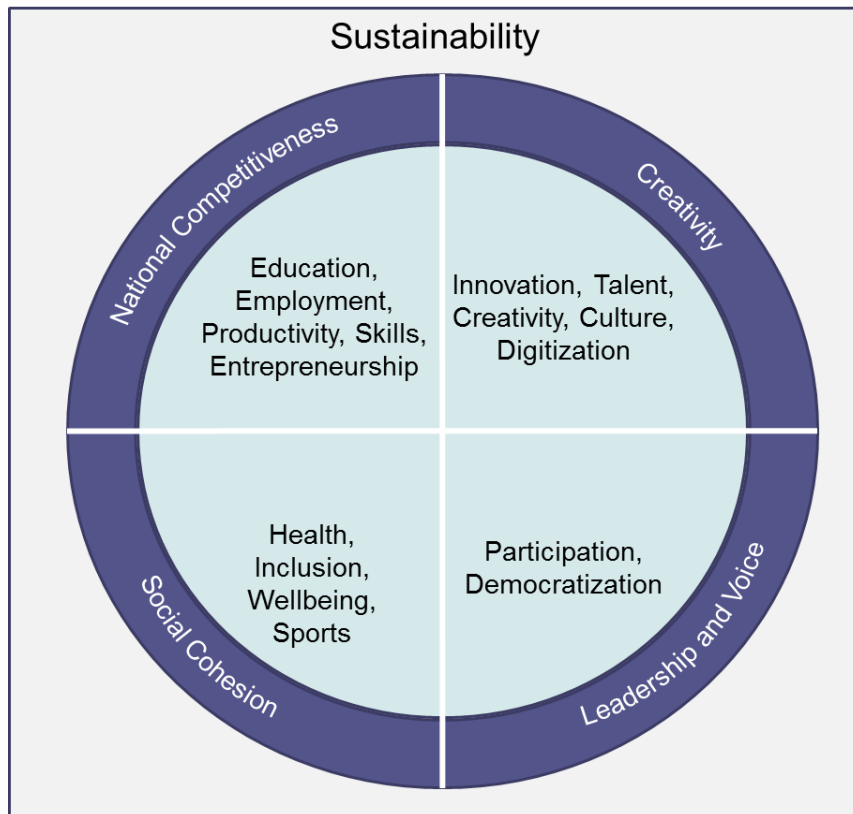 Sustainability
National Competitiveness
Creativity
Education,
Employment,
Productivity, Skills,
Entrepreneurship
Innovation, Talent,
Creativity, Culture,
Digitization
Health,
Inclusion,
Wellbeing,
Sports
Participation,
Democratization
Social Cohesion
Leadership and Voice